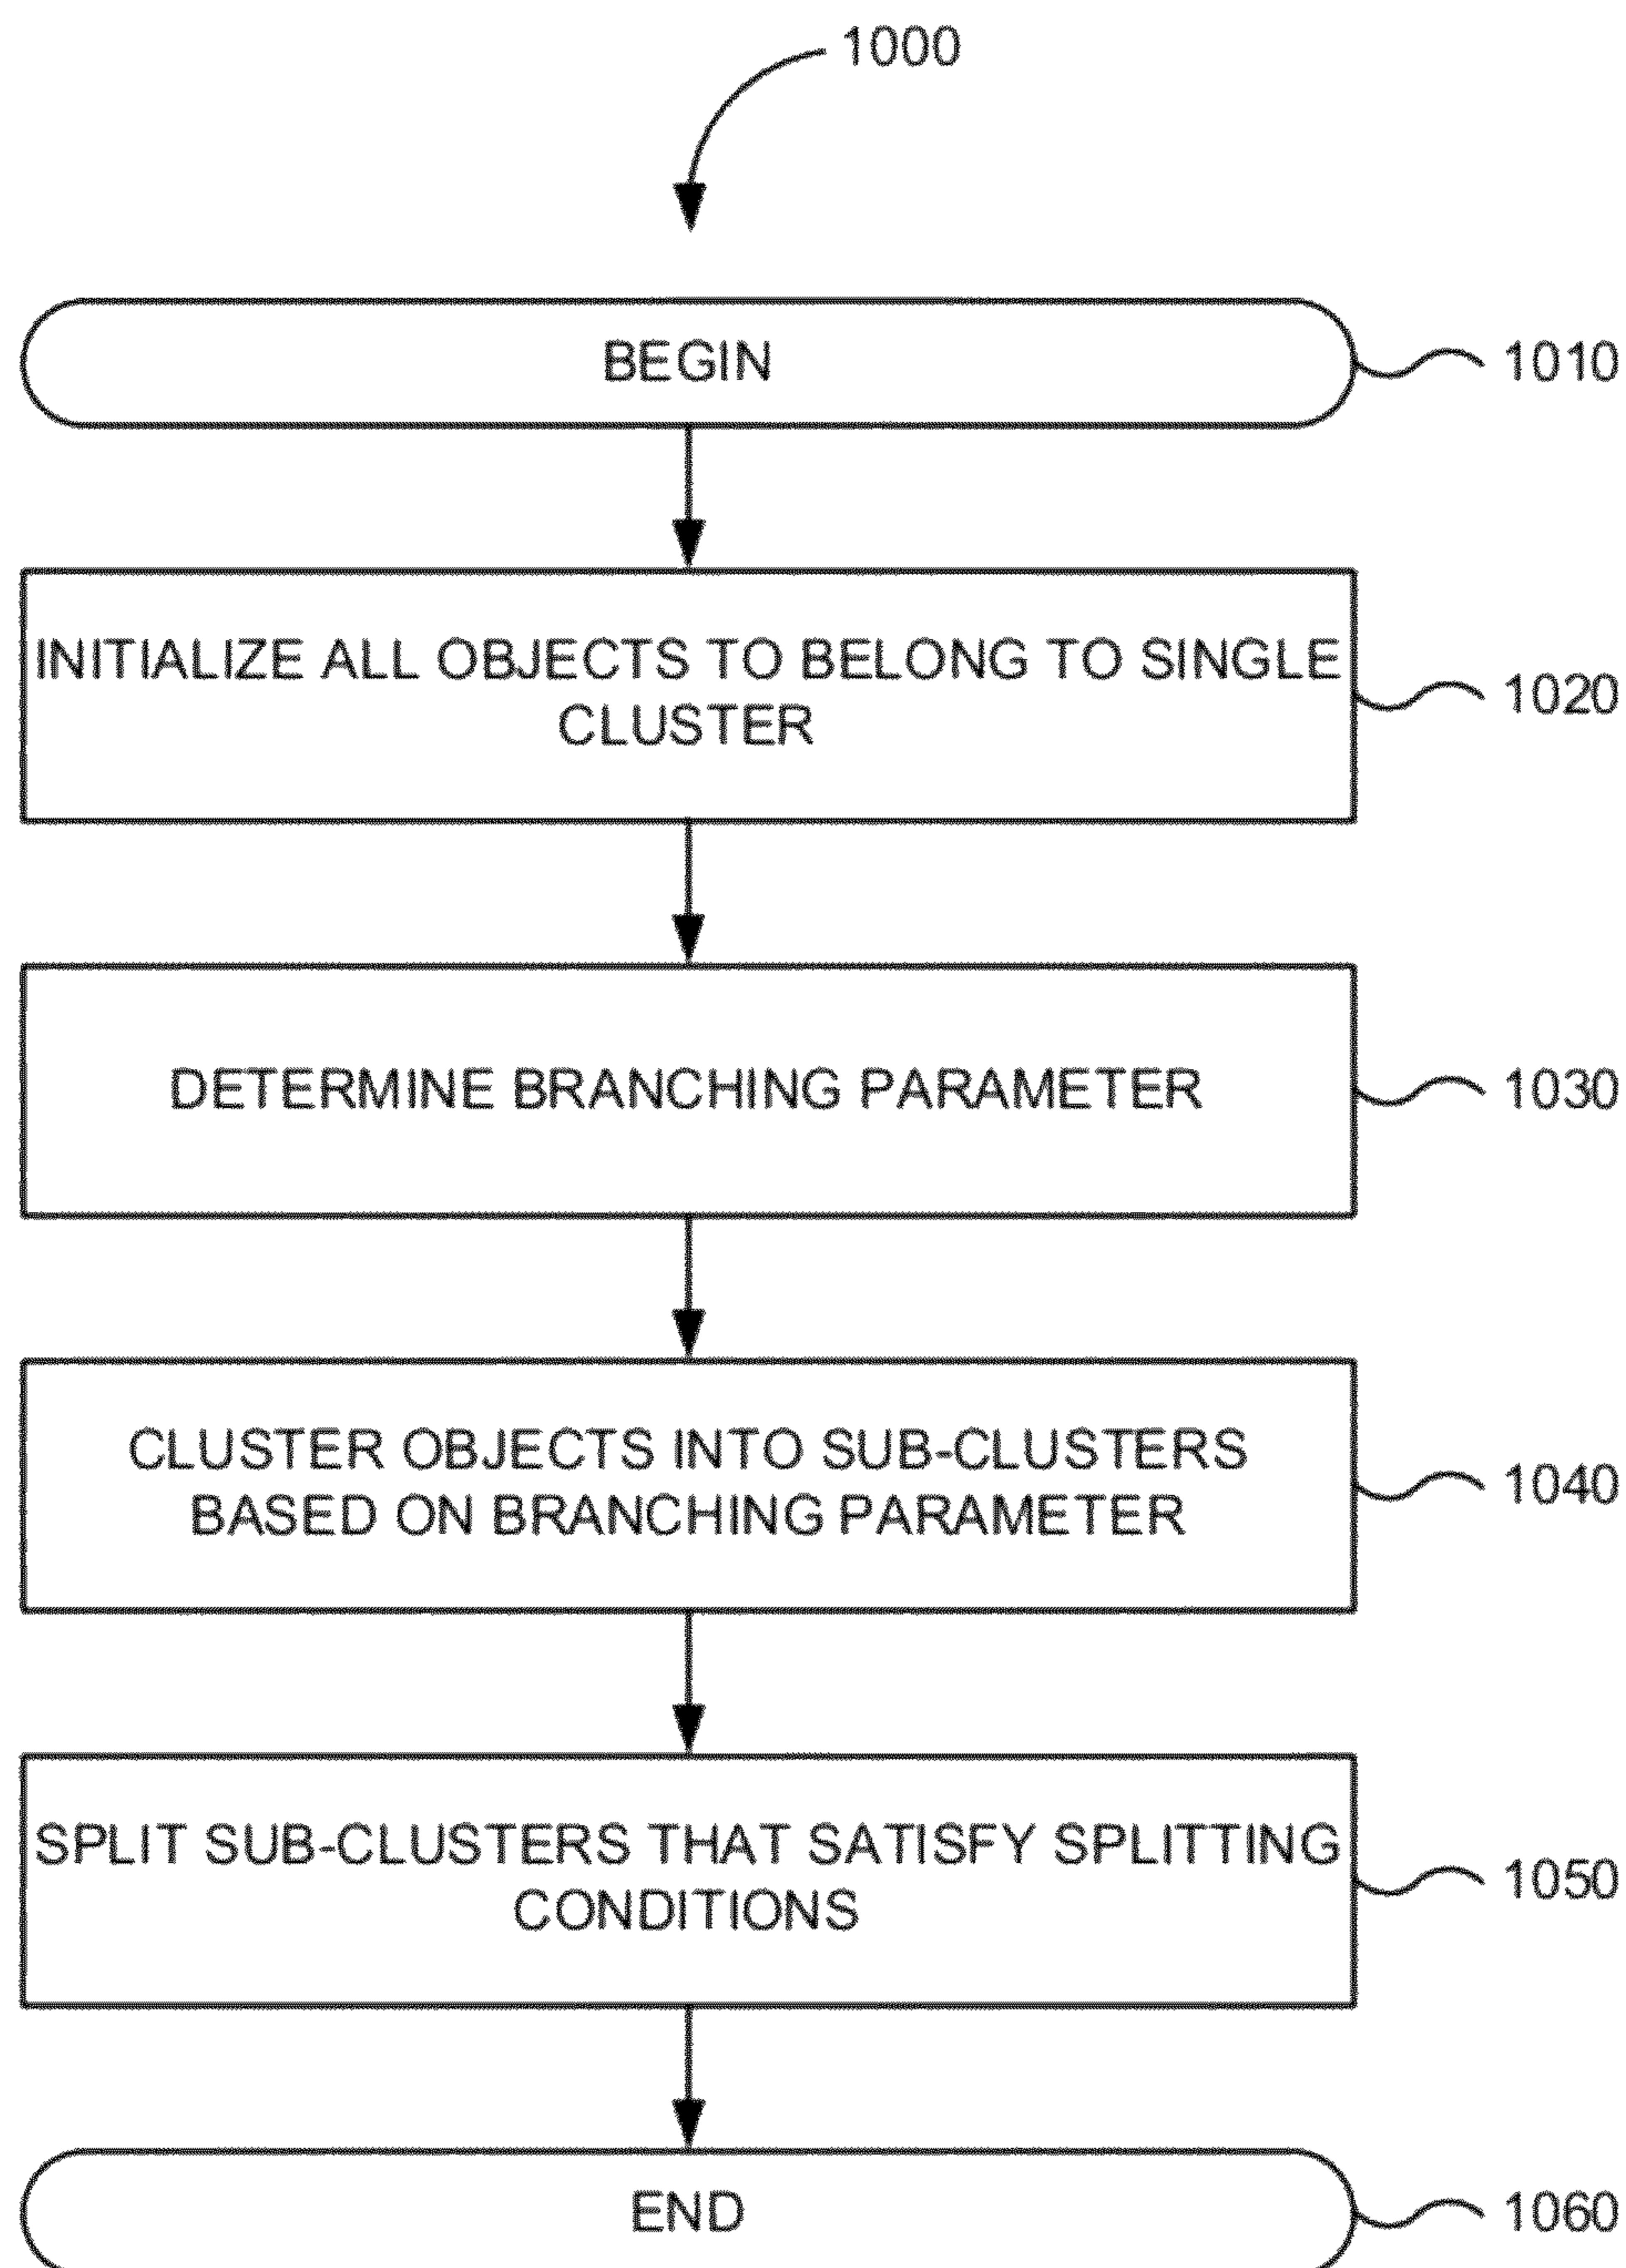 1000
BEGIN
1010
INITIALIZE ALL OBJECTS TO BELONG TO SINGLE
CLUSTER
1020
DETERMINE BRANCHING PARAMETER
1030
CLUSTER OBJECTS INTO SUB-CLUSTERS
BASED ON BRANCHING PARAMETER
1040
SPLIT SUB-CLUSTERS THAT SATISFY SPLITTING
CONDITIONS
1050
END
1060